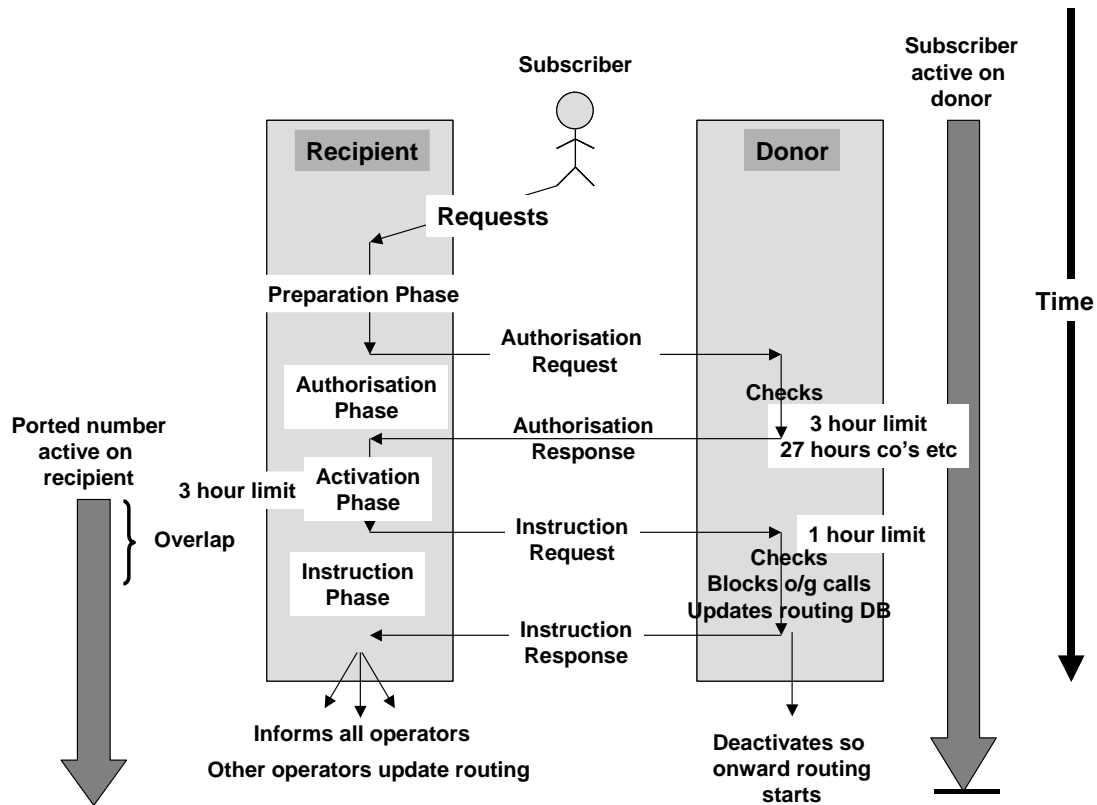 Subscriber
Subscriber
active on
donor
Recipient
Donor
Requests
Preparation Phase
Time
Authorisation
Request
Authorisation
Phase
Checks
3 hour limit
27 hours co's etc
Authorisation
Response
Ported number
active on
recipient
3 hour limit
Activation
Phase
Overlap
Instruction
Request
1 hour limit
Checks
Blocks o/g calls
Updates routing DB
Instruction
Phase
Instruction
Response
Informs all operators
Other operators update routing
Deactivates so
onward routing
starts